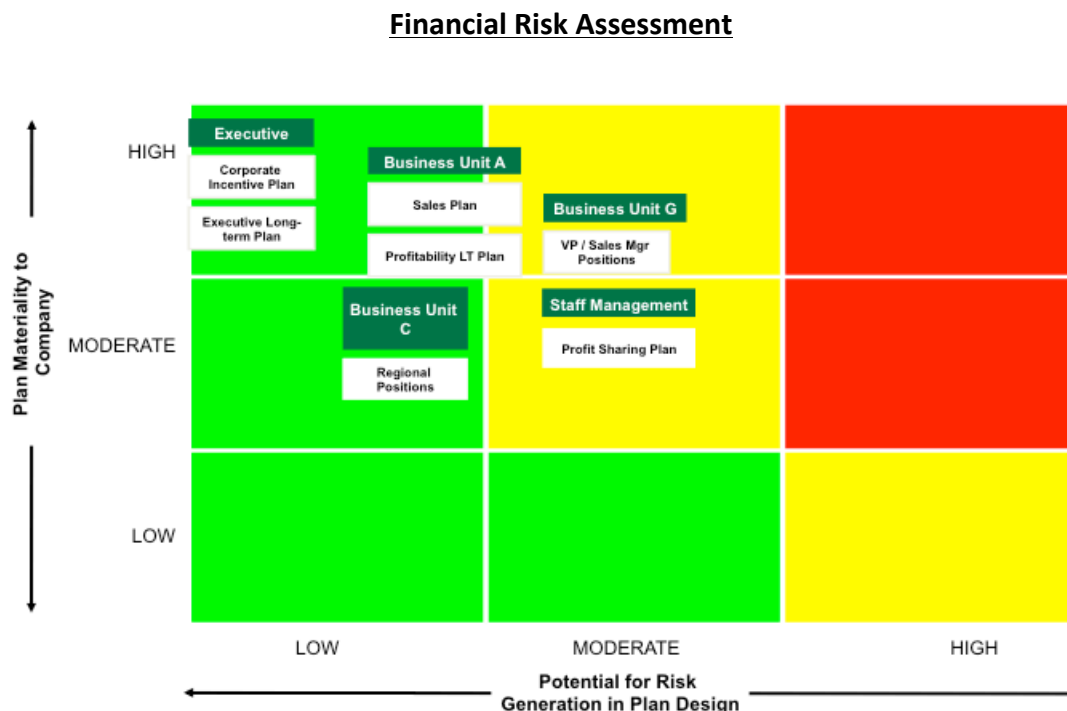 Financial Risk Assessment
HIGH
Executive
Corporate
Incentive Plan
Executive Long-
term Plan
Business Unit A
Sales Plan
Profitability LT Plan
Business Unit G
VP / Sales Mgr
Positions
Plan Materiality to
Company
MODERATE
Business Unit
C
Regional
Positions
Staff Management
Profit Sharing Plan
LOW
LOW
MODERATE
HIGH
Potential for Risk
Generation in Plan Design